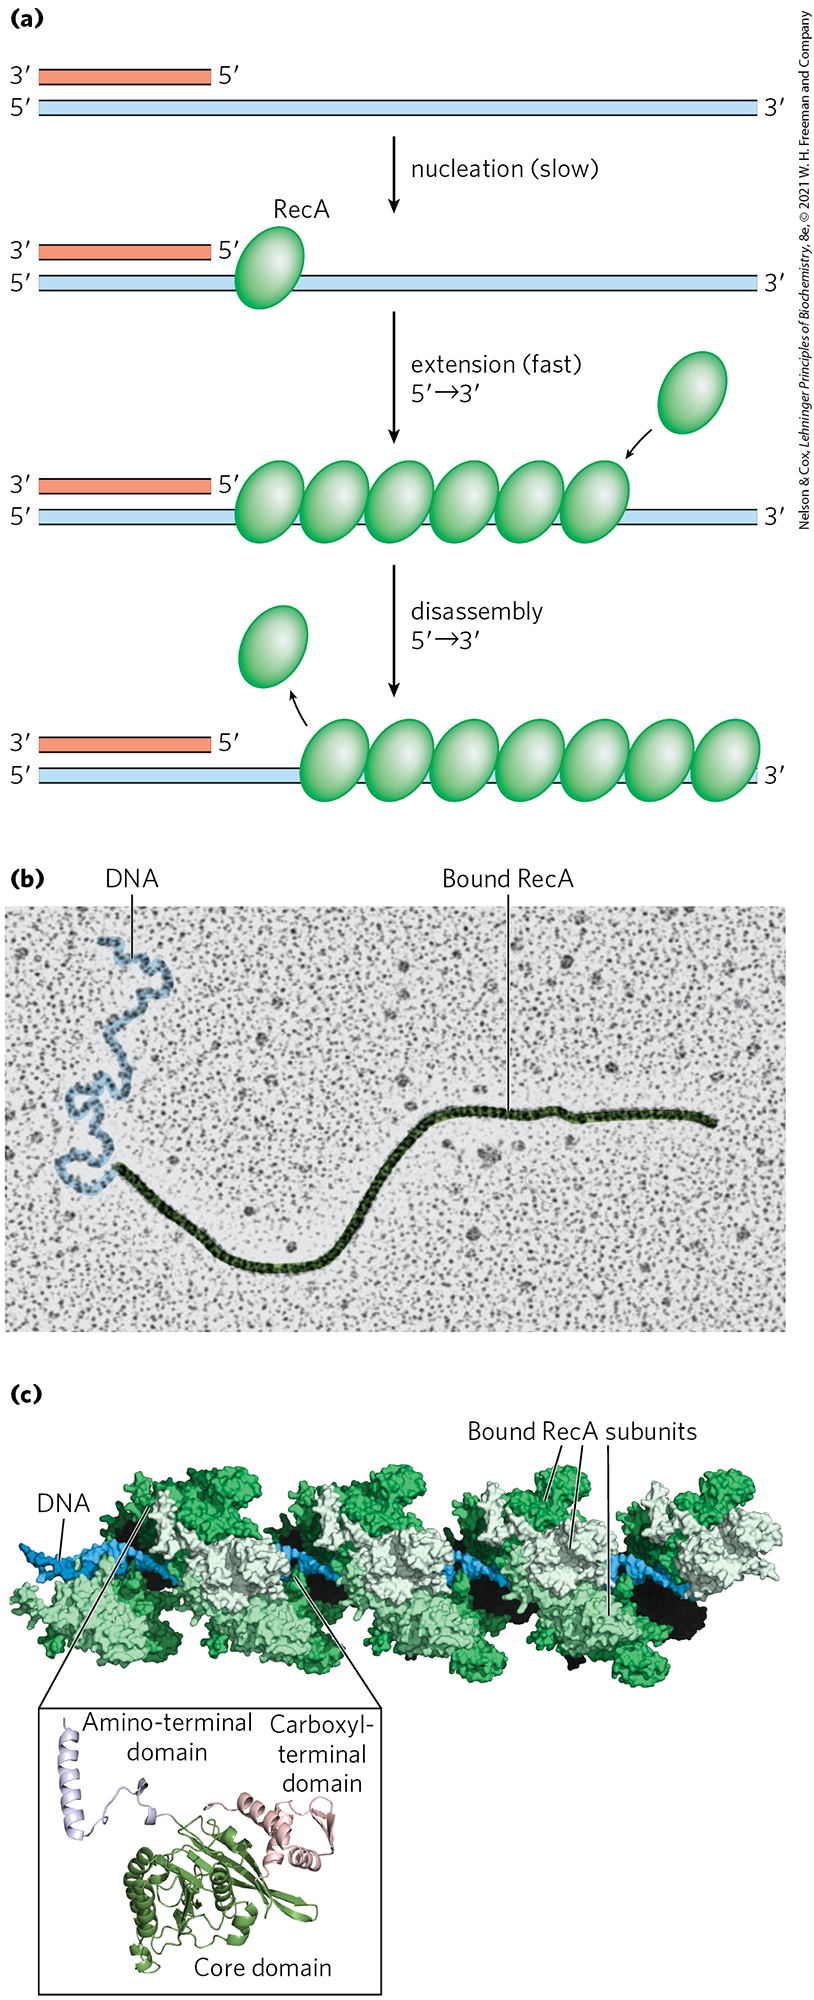 (a)
3′ 5′
5′ 3′
nucleation (slow)
RecA
3′ 5′
5′ 3′
extension (fast)
5′→3′
3′ 5′
5′ 3′
disassembly
5′→3′
3′ 5′
5′ 3′
Nelson & Cox, Lehninger Principles of Biochemistry, 8e, © 2021 W. H. Freeman and Company
(b)
DNA Bound RecA
(c)
Bound RecA subunits
DNA
Amino-terminal
domain
Carboxyl-
terminal
domain
Core domain